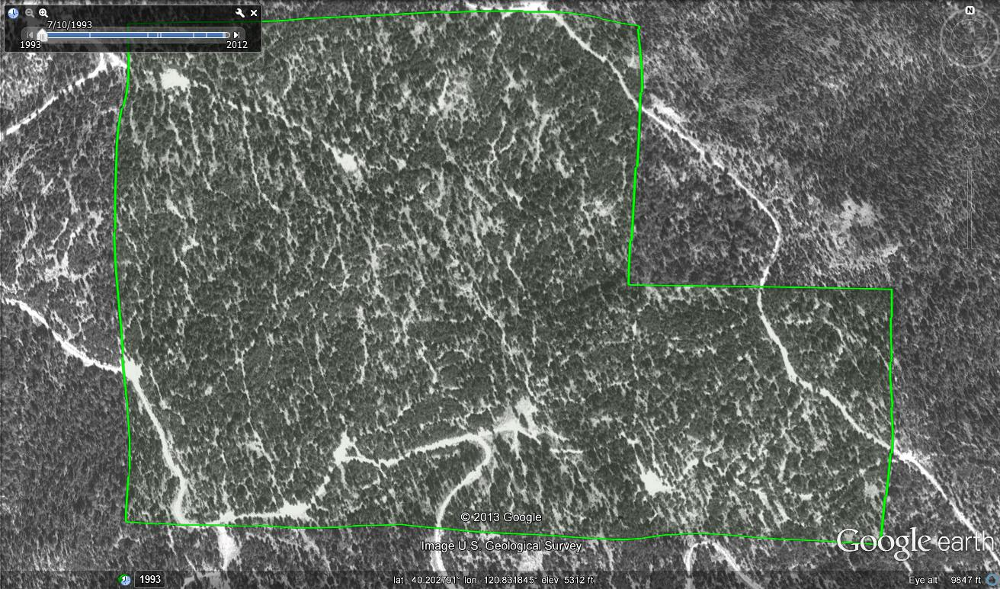 7/10/1993
1993
2012
N
© 2013 Google
Image U.S. Geological Survey
Google earth
1993
lat 40.202791° lon -120.831845° elev 5312 ft
Eye alt 9847 ft